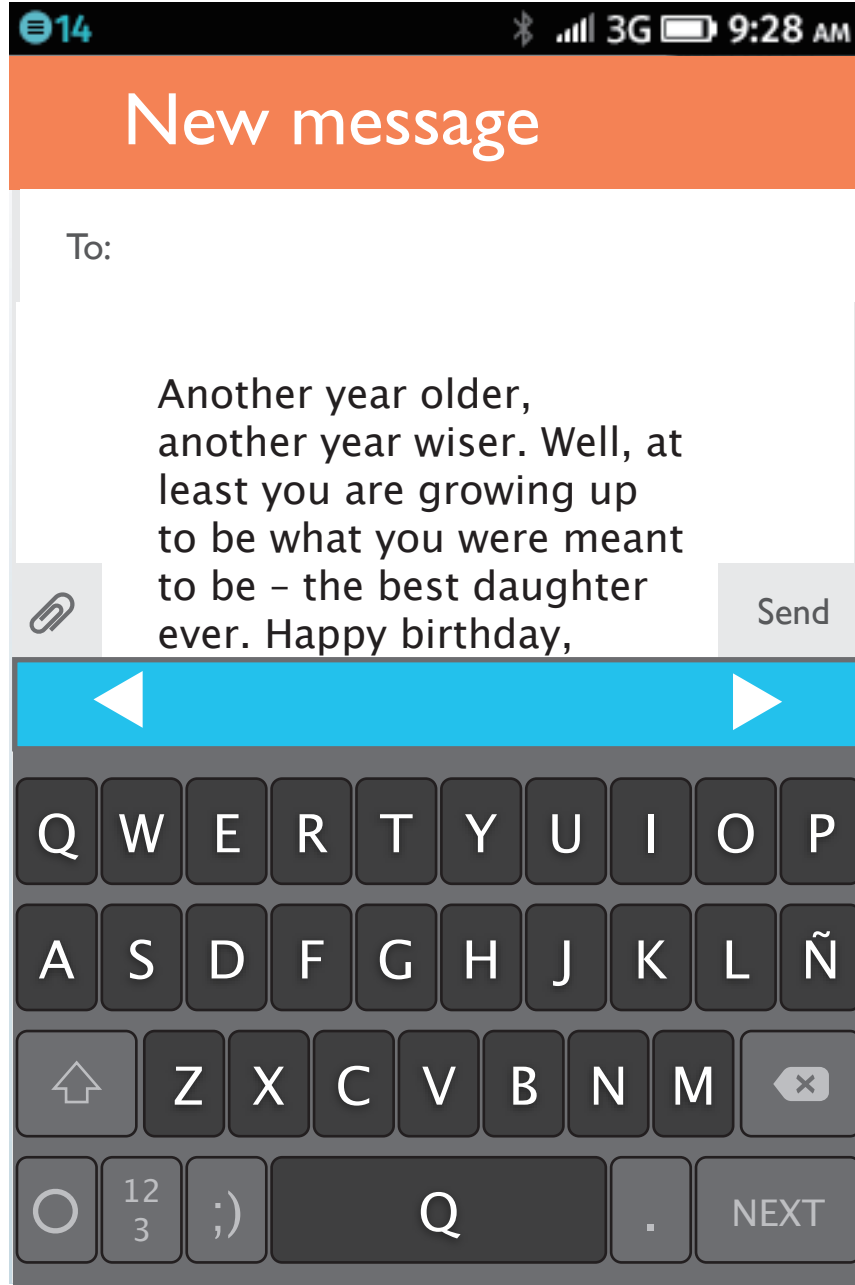 14 3G 9:28 AM
New message
To:
Another year older,
another year wiser. Well, at
least you are growing up
to be what you were meant
to be – the best daughter
ever. Happy birthday,
Send
Q W E R T Y U I O P
A S D F G H J K L Ñ
Z X C V B N M
12
3
;) Q . NEXT